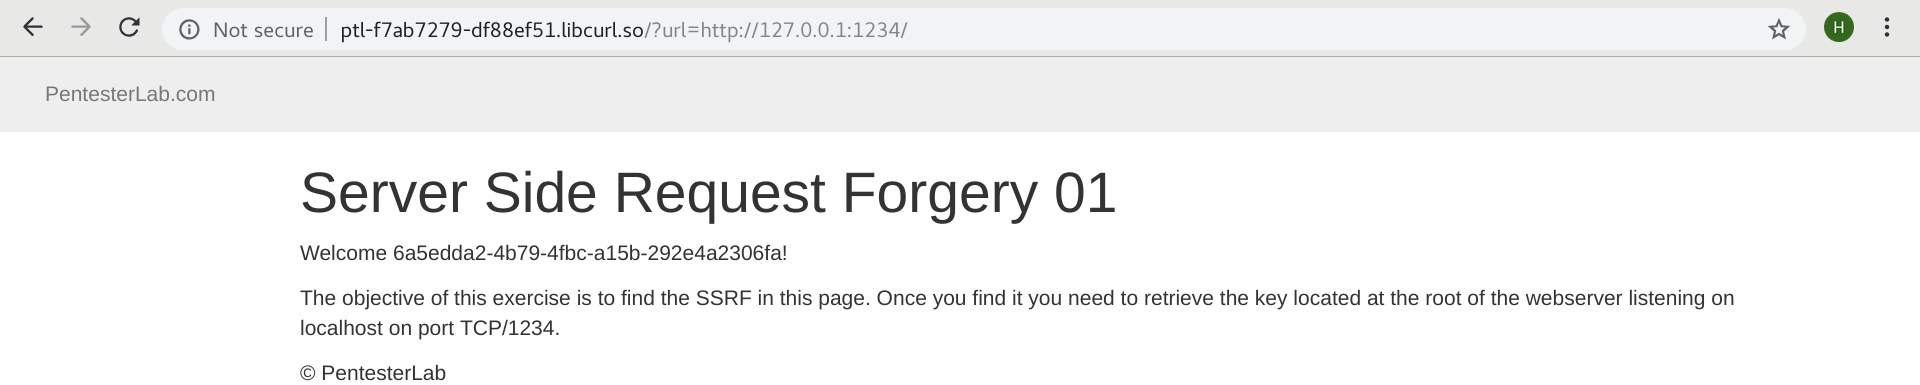 Not secure | ptl-f7ab7279-df88ef51.libcurl.so/?url=http://127.0.0.1:1234/
H
PentesterLab.com
Server Side Request Forgery 01
Welcome 6a5edda2-4b79-4fbc-a15b-292e4a2306fa!
The objective of this exercise is to find the SSRF in this page. Once you find it you need to retrieve the key located at the root of the webserver listening on
localhost on port TCP/1234.
© PentesterLab